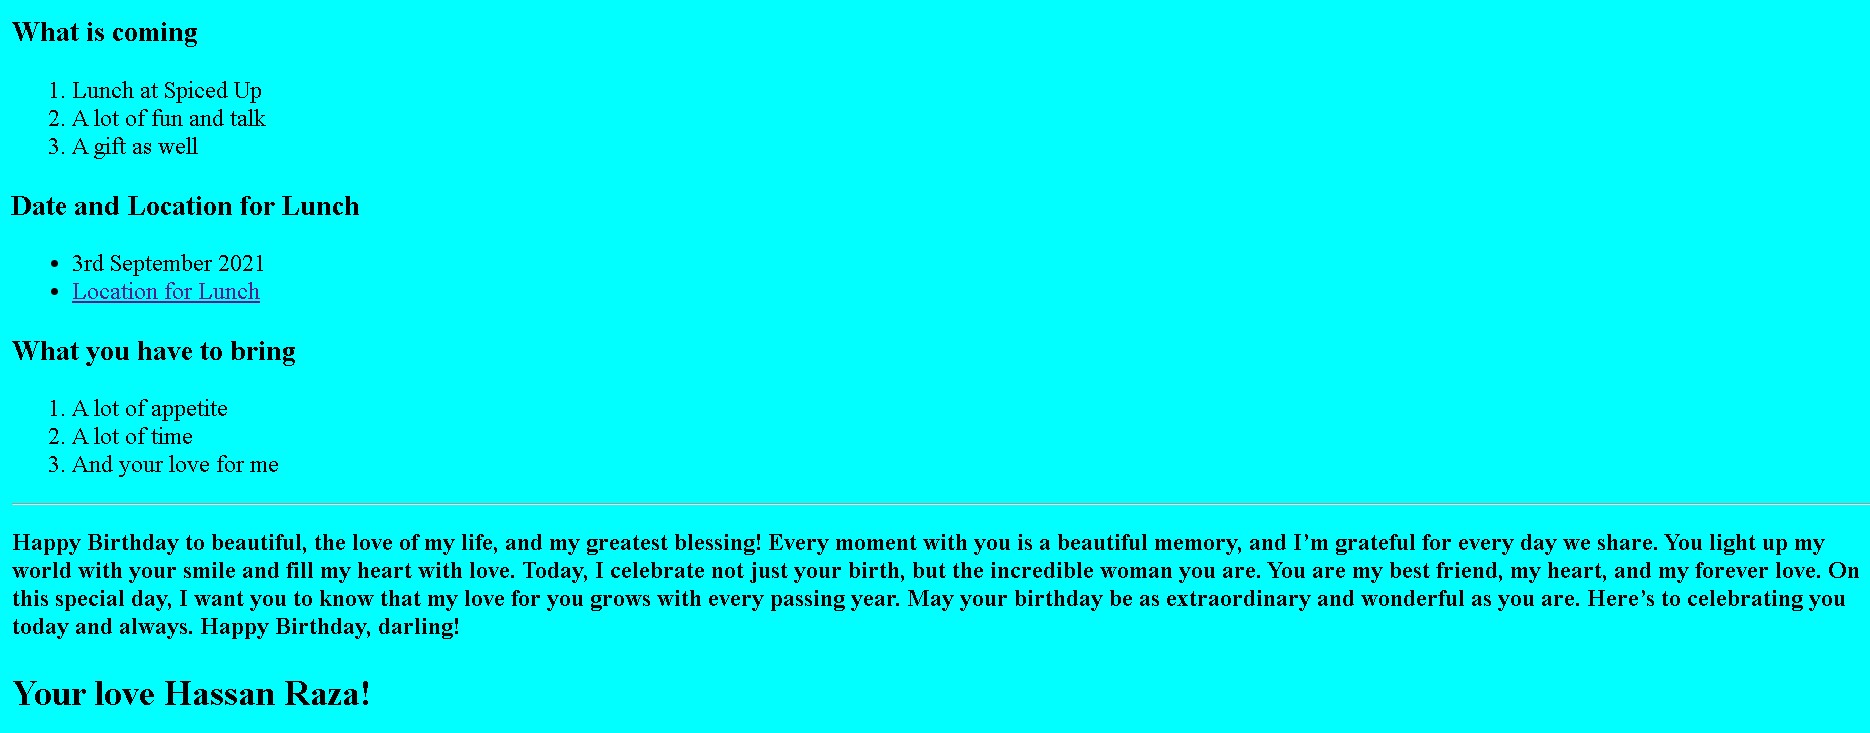 What is coming
1. Lunch at Spiced Up
2. A lot of fun and talk
3. A gift as well
Date and Location for Lunch
• 3rd September 2021
• Location for Lunch
What you have to bring
1. A lot of appetite
2. A lot of time
3. And your love for me
Happy Birthday to beautiful, the love of my life, and my greatest blessing! Every moment with you is a beautiful memory, and I’m grateful for every day we share. You light up my
world with your smile and fill my heart with love. Today, I celebrate not just your birth, but the incredible woman you are. You are my best friend, my heart, and my forever love. On
this special day, I want you to know that my love for you grows with every passing year. May your birthday be as extraordinary and wonderful as you are. Here’s to celebrating you
today and always. Happy Birthday, darling!
Your love Hassan Raza!